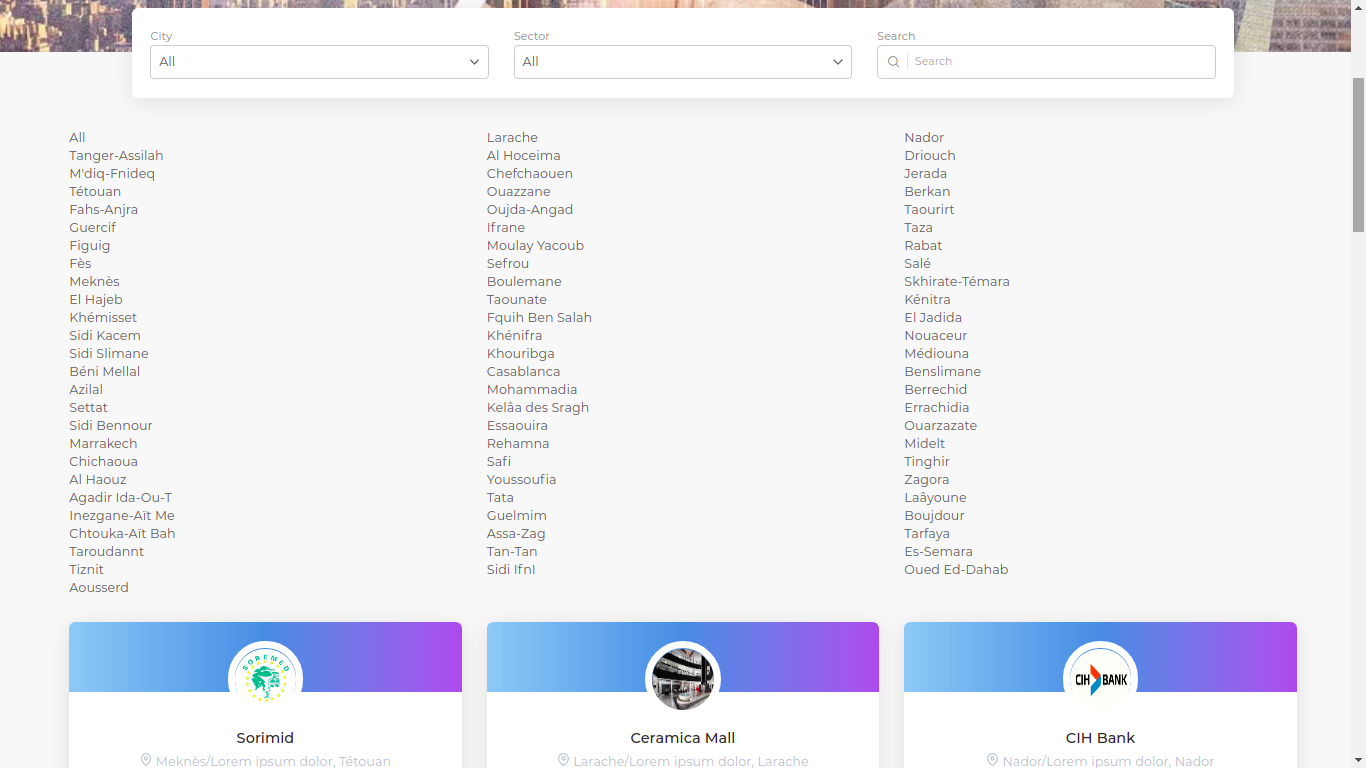 City
Sector
Search
All
All
Search
All
Tanger-Assilah
M'diq-Fnideq
Tétouan
Fahs-Anjra
Guercif
Figuig
Fès
Meknès
El Hajeb
Khémisset
Sidi Kacem
Sidi Slimane
Béni Mellal
Azilal
Settat
Sidi Bennour
Marrakech
Chichaoua
Al Haouz
Agadir Ida-Ou-T
Inezgane-Aït Me
Chtouka-Aït Bah
Taroudannt
Tiznit
Aousserd
Larache
Al Hoceima
Chefchaouen
Ouazzane
Oujda-Angad
Ifrane
Moulay Yacoub
Sefrou
Boulemane
Taounate
Fquih Ben Salah
Khénifra
Khouribga
Casablanca
Mohammadia
Kelâa des Sragh
Essaouira
Rehamna
Safi
Youssoufia
Tata
Guelmim
Assa-Zag
Tan-Tan
Sidi IfnI
Nador
Driouch
Jerada
Berkan
Taourirt
Taza
Rabat
Salé
Skhirate-Témara
Kénitra
El Jadida
Nouaceur
Médiouna
Benslimane
Berrechid
Errachidia
Ouarzazate
Midelt
Tinghir
Zagora
Laâyoune
Boujdour
Tarfaya
Es-Semara
Oued Ed-Dahab
SOREMED
Sorimid
Meknès/Lorem ipsum dolor, Tétouan
Ceramica Mall
Larache/Lorem ipsum dolor, Larache
CIH BANK
CIH Bank
Nador/Lorem ipsum dolor, Nador